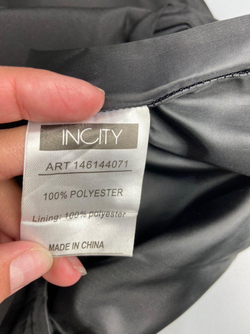 INCITY
ART 146144071
100% POLYESTER
Lining: 100% polyester
MADE IN CHINA